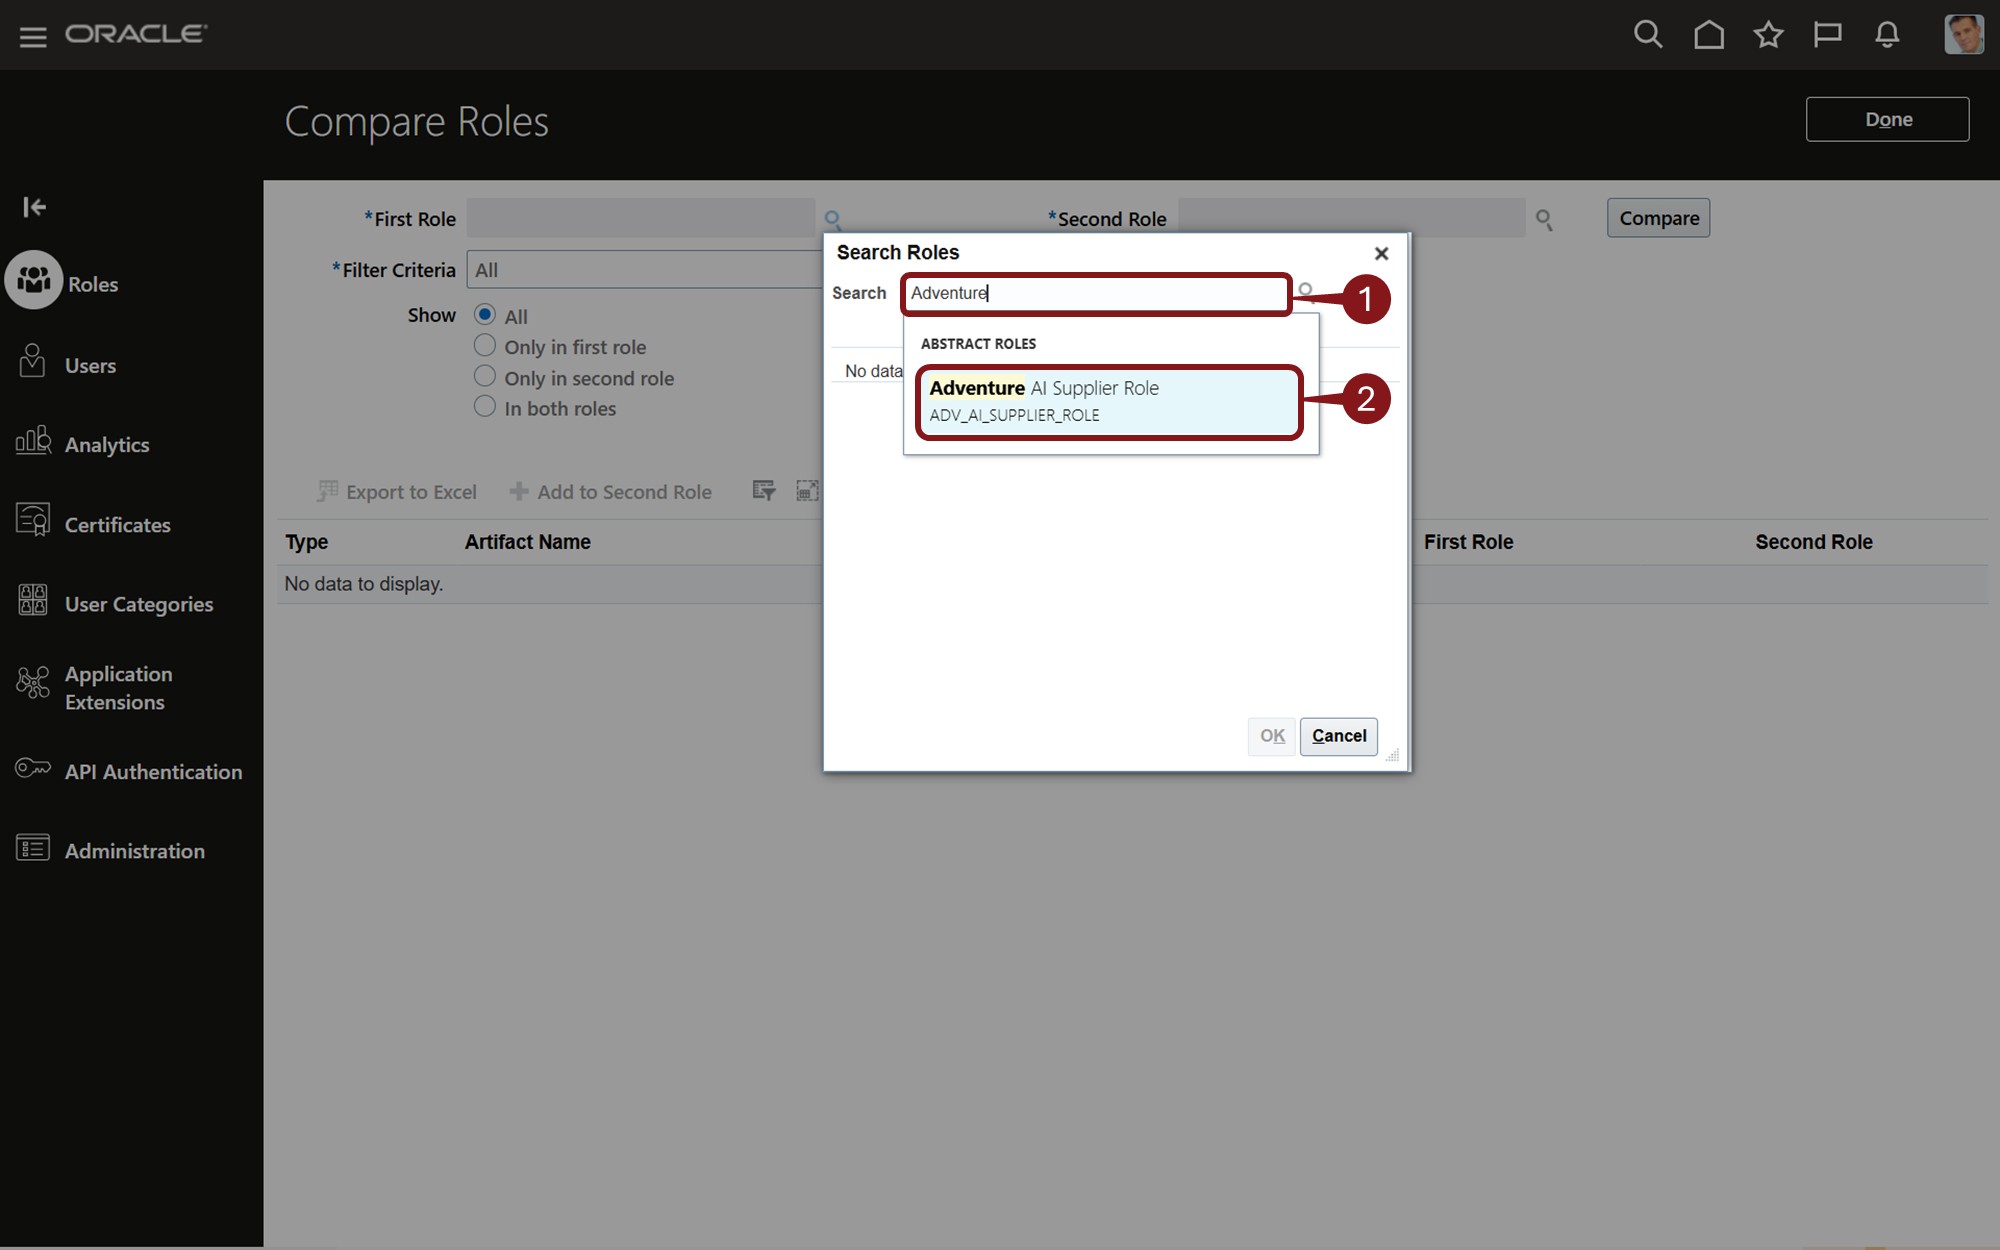 ORACLE
Compare Roles
Done
Roles
Users
Analytics
Certificates
User Categories
Application
Extensions
API Authentication
Administration
*First Role
*Second Role
Compare
*Filter Criteria
All
Show
All
Only in first role
Only in second role
In both roles
Export to Excel
Add to Second Role
Type
Artifact Name
First Role
Second Role
No data to display.
Search Roles
Search
Adventure
1
ABSTRACT ROLES
No data
Adventure AI Supplier Role
ADV_AI_SUPPLIER_ROLE
2
OK
Cancel